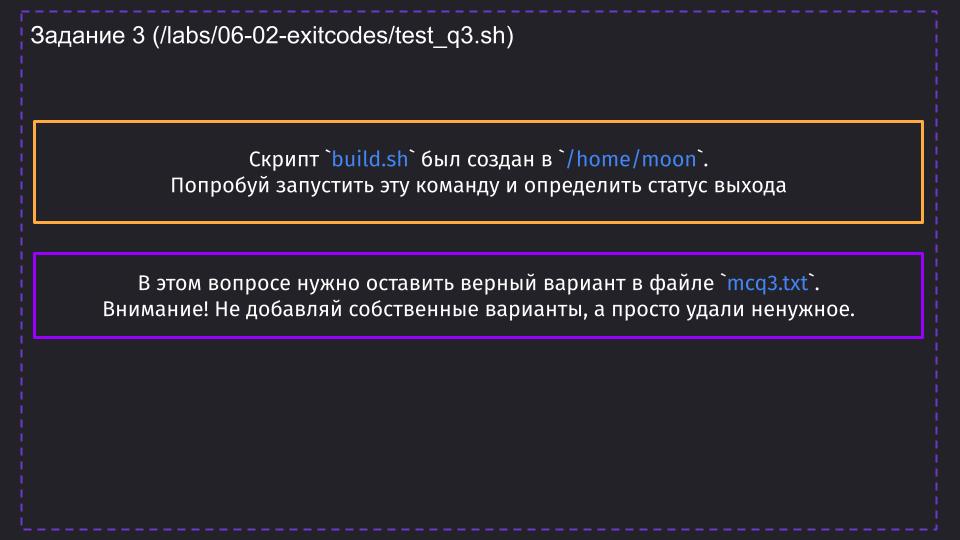 Задание 3 (/labs/06-02-exitcodes/test_q3.sh)
Скрипт `build.sh` был создан в `/home/moon`.
Попробуй запустить эту команду и определить статус выхода
В этом вопросе нужно оставить верный вариант в файле `mcq3.txt`.
Внимание! Не добавляй собственные варианты, а просто удали ненужное.